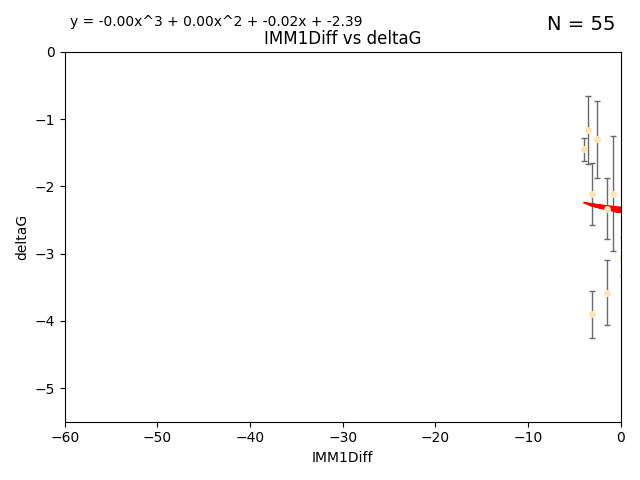 y = -0.00x^3 + 0.00x^2 + -0.02x + -2.39
N = 55
IMM1Diff vs deltaG
0
−1
−2
−3
−4
−5
deltaG
−60
−50
−40
−30
−20
−10
0
IMM1Diff